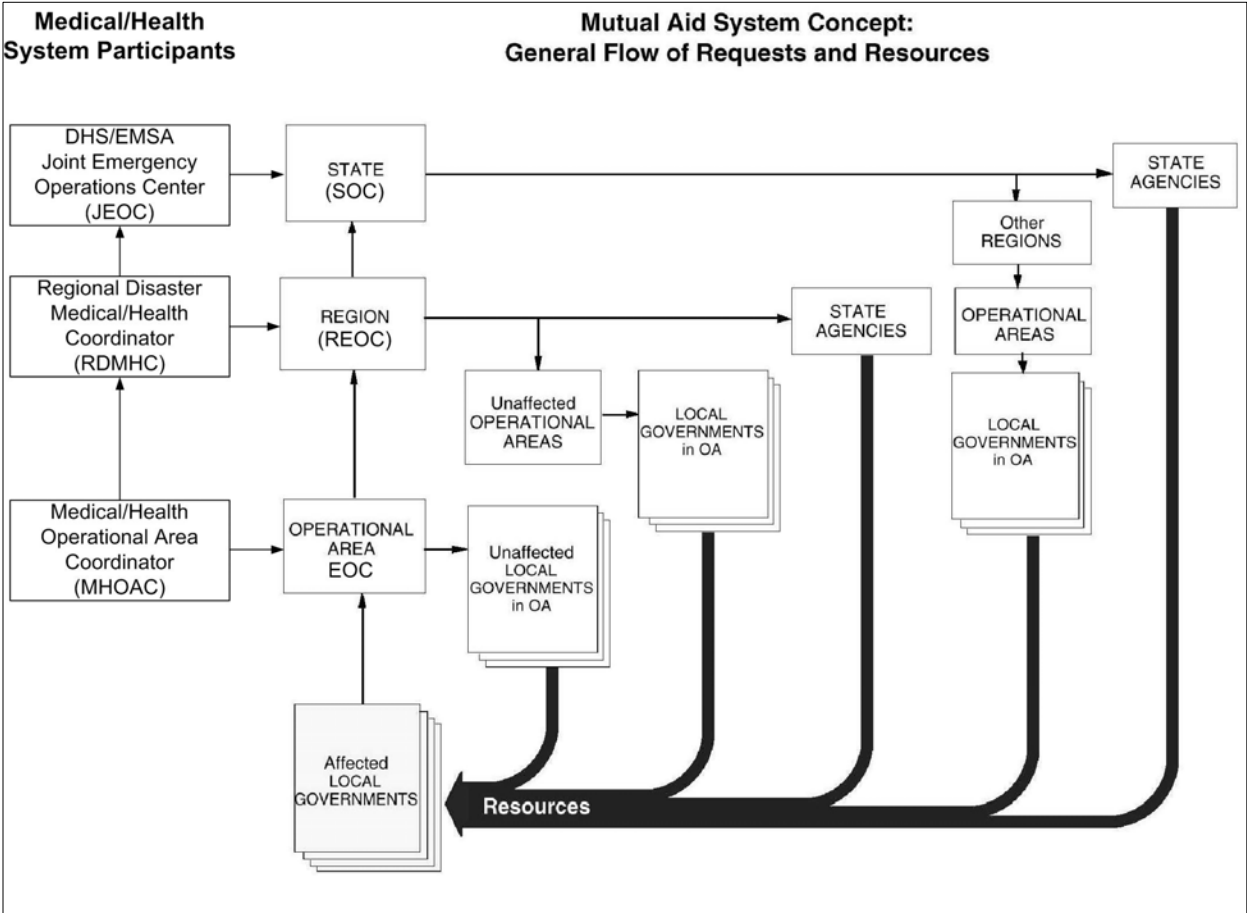 Medical/Health
System Participants
Mutual Aid System Concept:
General Flow of Requests and Resources
DHS/EMSA
Joint Emergency
Operations Center
(JEOC)
STATE
(SOC)
STATE
AGENCIES
Other
REGIONS
Regional Disaster
Medical/Health
Coordinator
(RDMHC)
REGION
(REOC)
STATE
AGENCIES
OPERATIONAL
AREAS
Unaffected
OPERATIONAL
AREAS
LOCAL
GOVERNMENTS
in OA
LOCAL
GOVERNMENTS
in OA
Medical/Health
Operational Area
Coordinator
(MHOAC)
OPERATIONAL
AREA
EOC
Unaffected
LOCAL
GOVERNMENTS
in OA
Affected
LOCAL
GOVERNMENTS
Resources